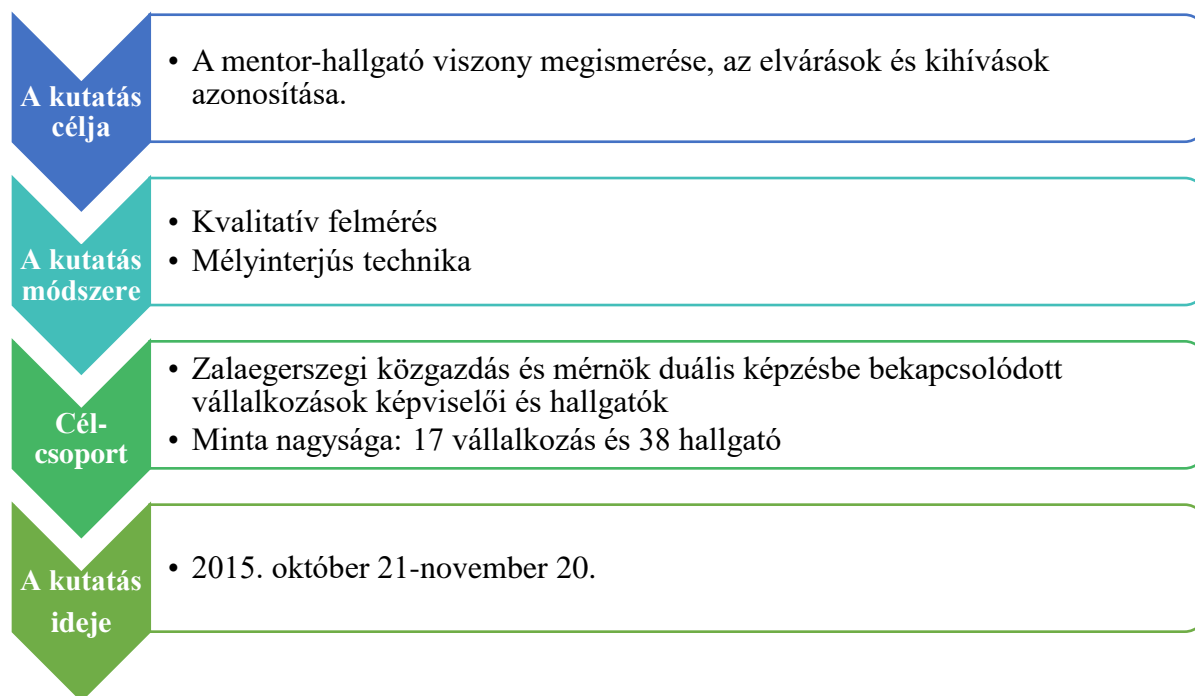 A kutatás
célja
• A mentor-hallgató viszony megismerése, az elvárások és kihívások
azonosítása.
A kutatás
módszere
• Kvalitatív felmérés
• Mélyinterjús technika
Cél-
csoport
• Zalaegerszegi közgazdás és mérnök duális képzésbe bekapcsolódott
vállalkozások képviselői és hallgatók
• Minta nagysága: 17 vállalkozás és 38 hallgató
A kutatás
ideje
• 2015. október 21-november 20.